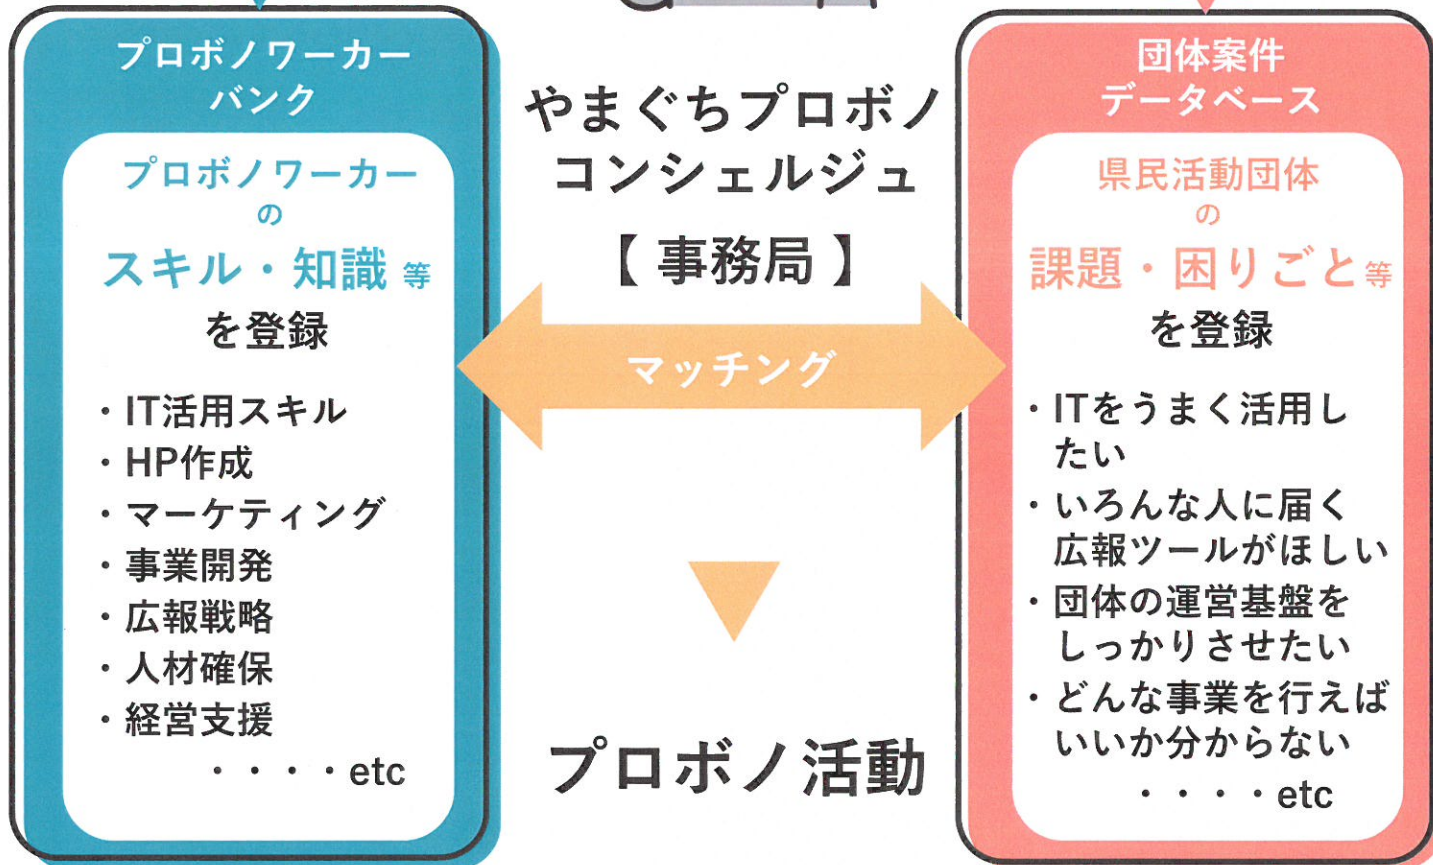 プロボノワーカー
バンク
プロボノワーカー
の
スキル・知識 等
を登録
・IT活用スキル
・HP作成
・マーケティング
・事業開発
・広報戦略
・人材確保
・経営支援
・・・・etc
やまぐちプロボノ
コンシェルジュ
【 事務局 】
マッチング
プロボノ活動
団体案件
データベース
県民活動団体
の
課題・困りごと等
を登録
・ITをうまく活用し
たい
・いろんな人に届く
広報ツールがほしい
・団体の運営基盤を
しっかりさせたい
・どんな事業を行えば
いいか分からない
・・・・etc